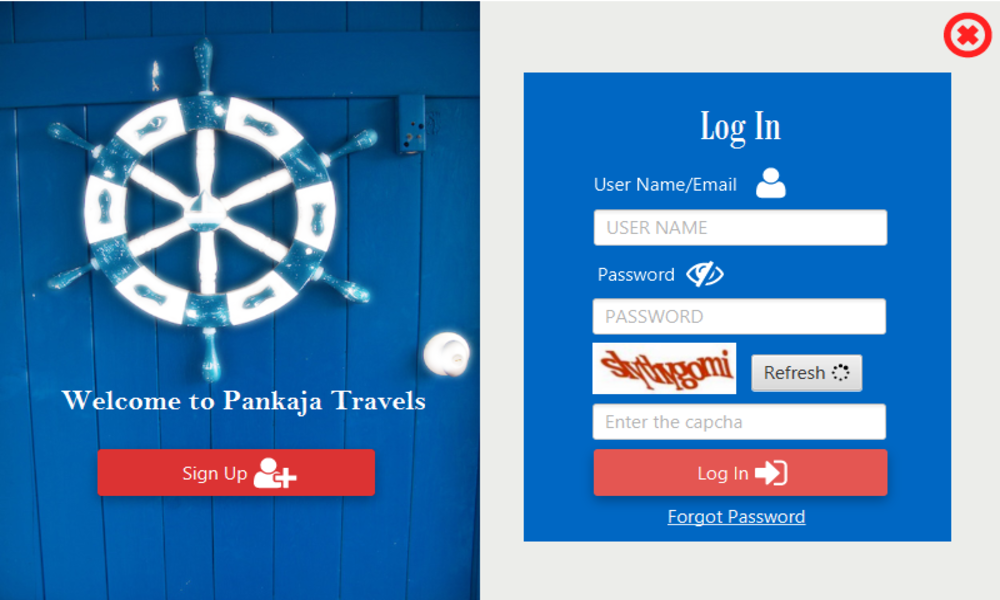 Welcome to Pankaja Travels
Sign Up
Log In
User Name/Email
USER NAME
Password
PASSWORD
Refresh
Enter the capcha
Log In
Forgot Password